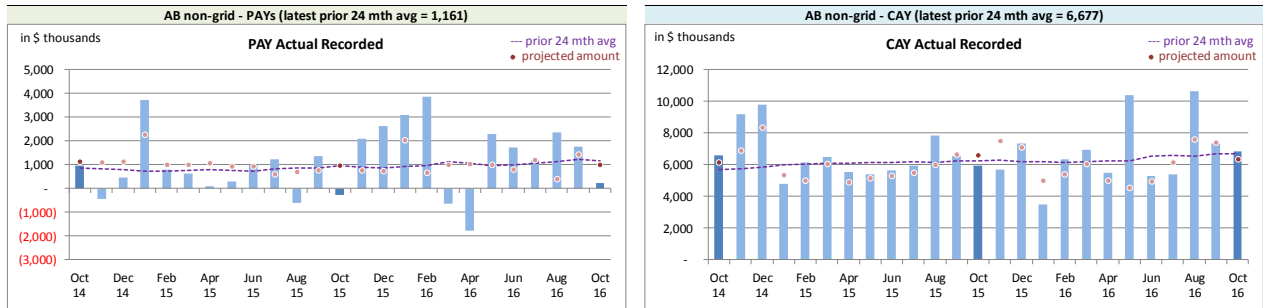 AB non-grid - PAYs (latest prior 24 mth avg = 1,161)
in $ thousands
PAY Actual Recorded
--- prior 24 mth avg
• projected amount
5,000
4,000
3,000
2,000
1,000
-
(1,000)
(2,000)
(3,000)
Oct Dec Feb Apr Jun Aug Oct Dec Feb Apr Jun Aug Oct
14 14 15 15 15 15 15 15 16 16 16 16 16
AB non-grid - CAY (latest prior 24 mth avg = 6,677)
in $ thousands
CAY Actual Recorded
--- prior 24 mth avg
• projected amount
12,000
10,000
8,000
6,000
4,000
2,000
-
Oct Dec Feb Apr Jun Aug Oct Dec Feb Apr Jun Aug Oct
14 14 15 15 15 15 15 15 16 16 16 16 16